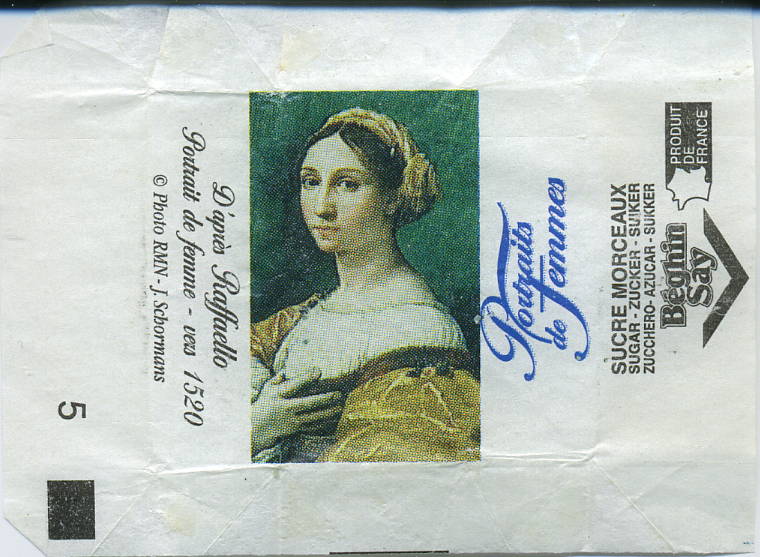 D'après Raffaello
Portrait de femme - vers 1520
© Photo RMN - J. Schormans
5
Portraits
de Femmes
SUCRE MORCEAUX
SUGAR - ZUCKER - SUIKER
ZUCCHERO - AZUCAR - SUKKER
Béghin
Say
PRODUIT
DE
FRANCE